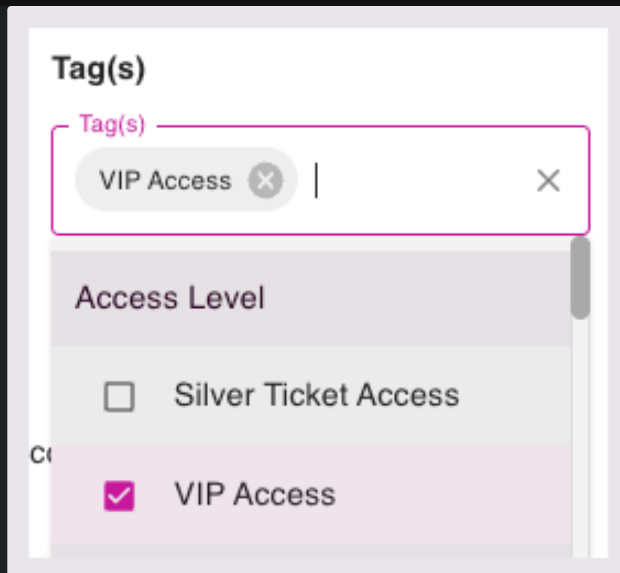 Tag(s)
Tag(s)
VIP Access
Access Level
Silver Ticket Access
VIP Access